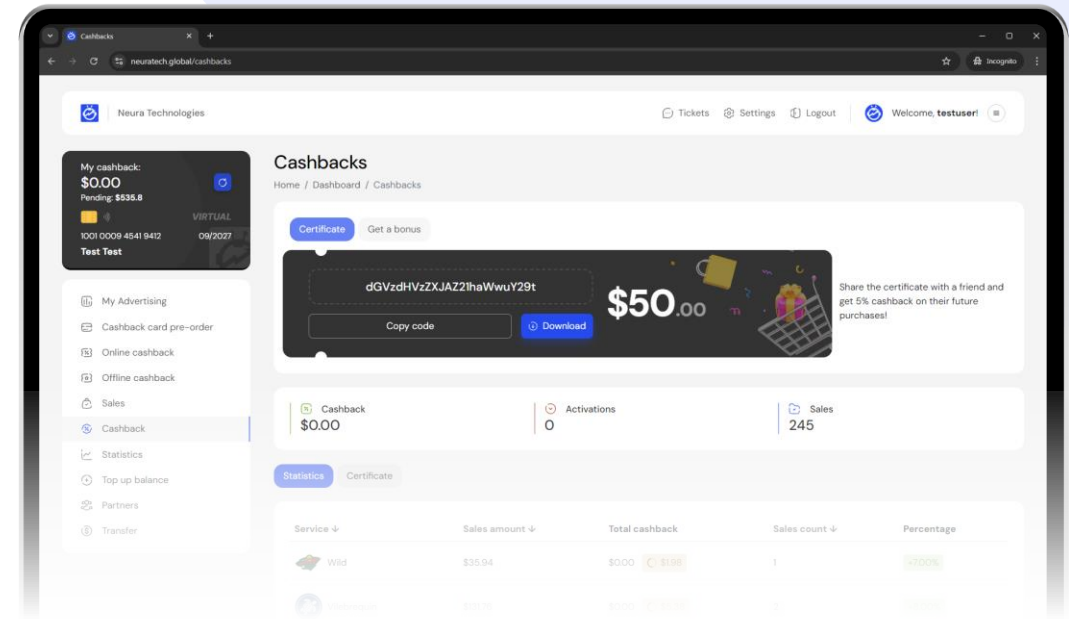 Cashbacks
neuratech.global/cashbacks
Incognito
Neura Technologies
Tickets
Settings
Logout
Welcome, testuser!
My cashback:
$0.00
Pending: $535.8
VIRTUAL
1001 0009 4541 9412
09/2027
Test Test
My Advertising
Cashback card pre-order
Online cashback
Offline cashback
Sales
Cashback
Statistics
Top up balance
Partners
Transfer
Cashbacks
Home / Dashboard / Cashbacks
Certificate
Get a bonus
dGVzdHVzZXJAZ21haWwuY29t
Copy code
Download
$50.00
Share the certificate with a friend and
get 5% cashback on their future
purchases!
Cashback
$0.00
Activations
0
Sales
245
Statistics
Certificate
Service
Sales amount
Total cashback
Sales count
Percentage
Wild
$35.94
$0.00
$1.98
1